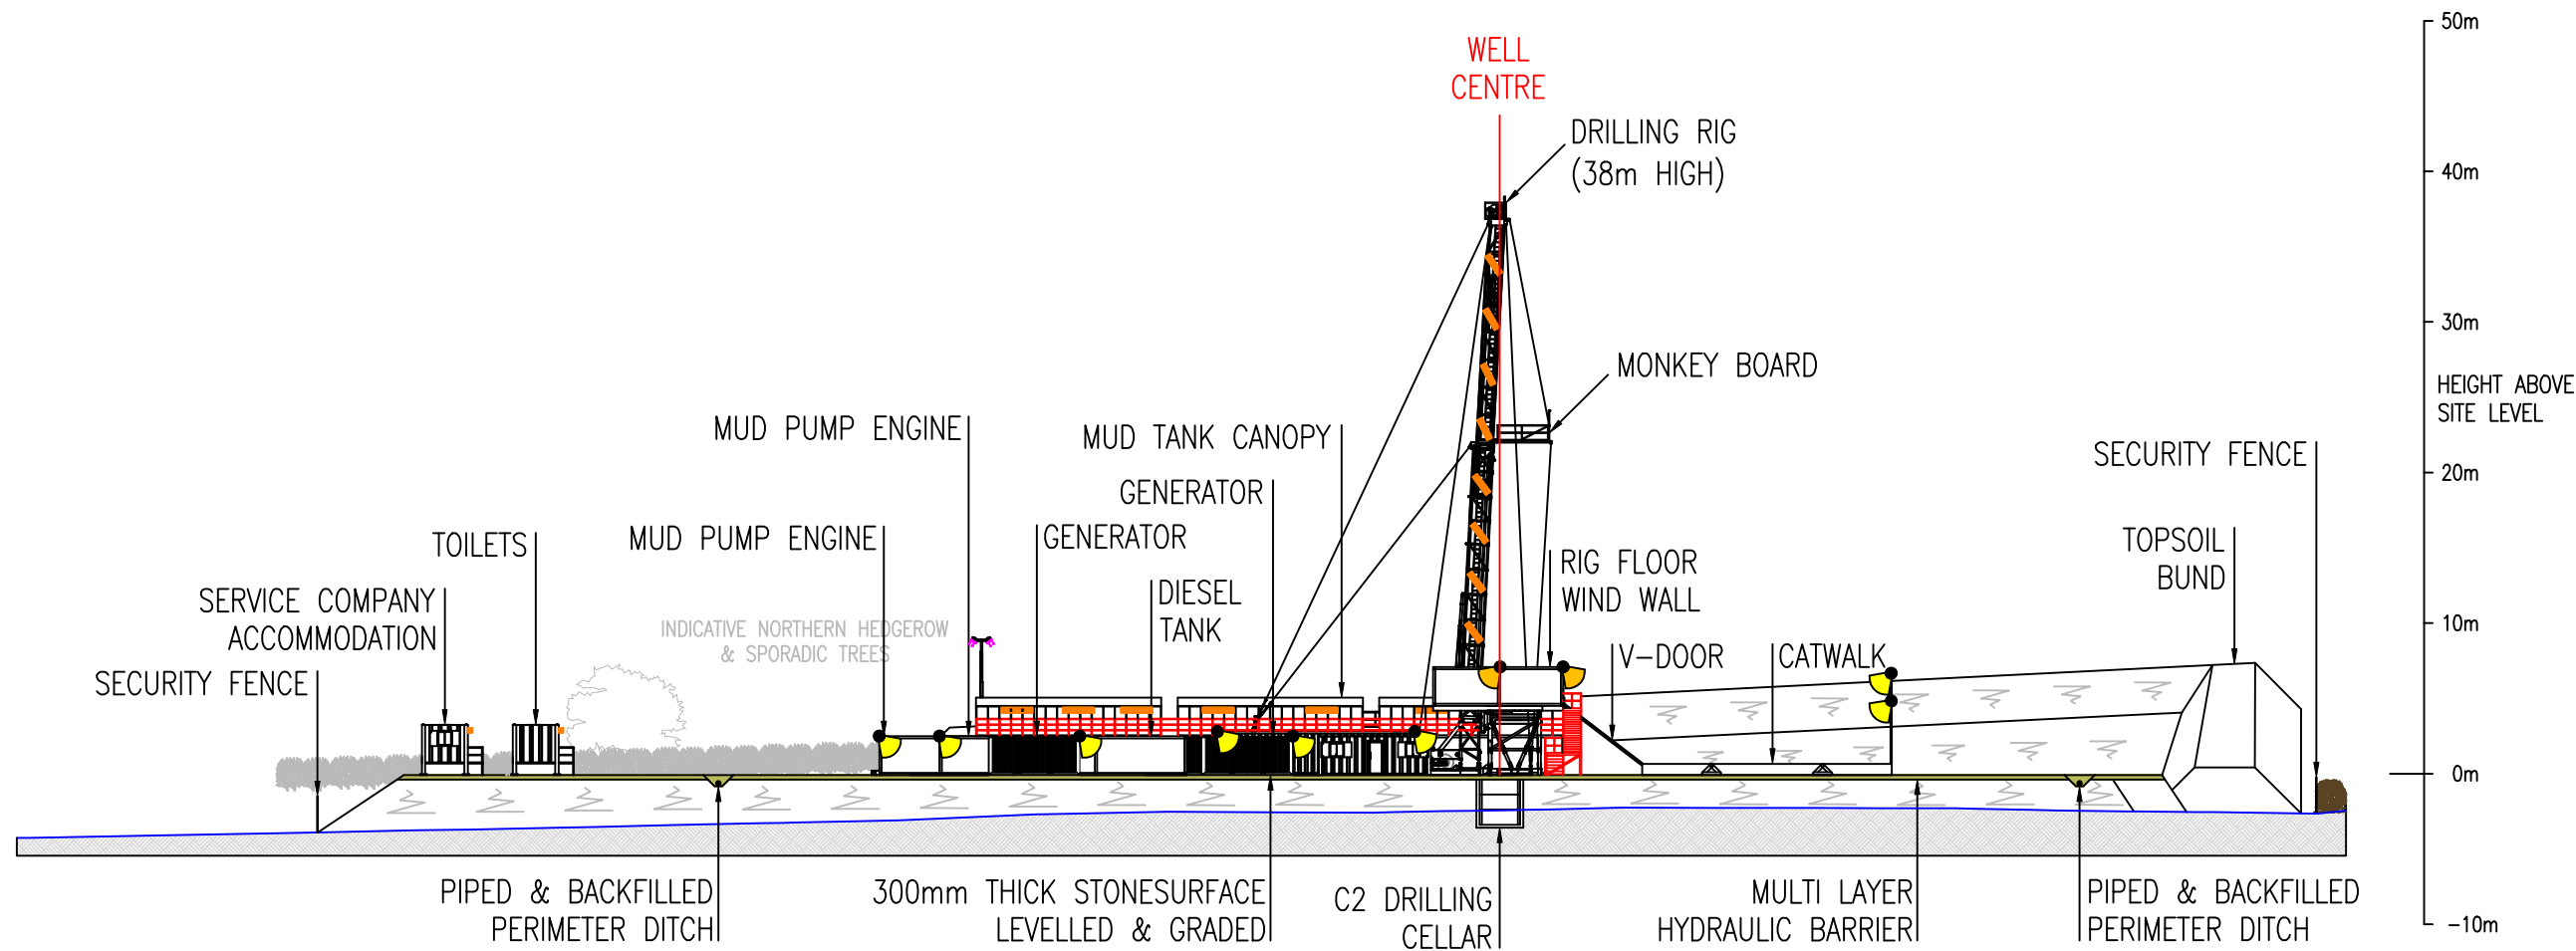 50m
WELL
CENTRE
DRILLING RIG
(38m HIGH)
40m
30m
MONKEY BOARD
HEIGHT ABOVE
SITE LEVEL
MUD PUMP ENGINE
MUD TANK CANOPY
SECURITY FENCE
20m
GENERATOR
TOILETS
MUD PUMP ENGINE
GENERATOR
TOPSOIL
BUND
RIG FLOOR
WIND WALL
SERVICE COMPANY
ACCOMMODATION
DIESEL
TANK
INDICATIVE NORTHERN HEDGEROW
& SPORADIC TREES
10m
V-DOOR
CATWALK
SECURITY FENCE
0m
PIPED & BACKFILLED
PERIMETER DITCH
300mm THICK STONESURFACE
LEVELLED & GRADED
C2 DRILLING
CELLAR
MULTI LAYER
HYDRAULIC BARRIER
PIPED & BACKFILLED
PERIMETER DITCH
-10m